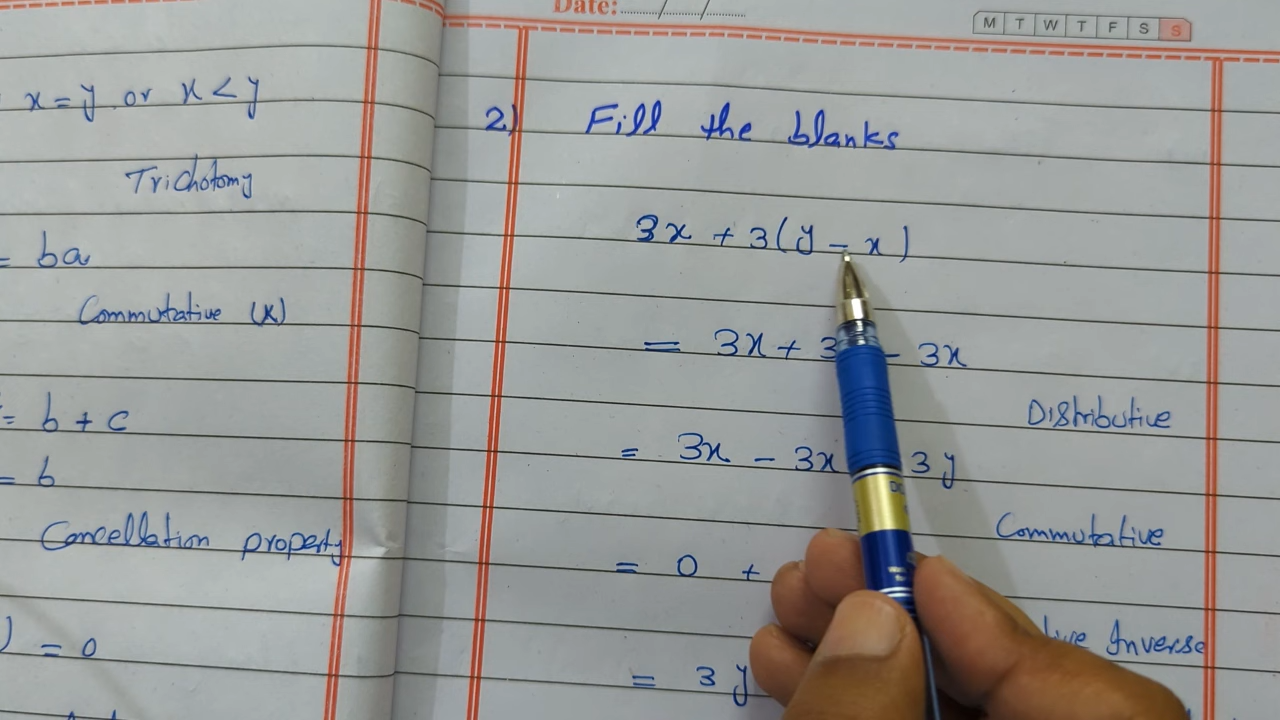 x = y or x < y
Trichotomy
= ba
Commutative (x)
= b + c
= b
Cancellation property
) = 0
Date: ....../....../......
M T W T F S S
2) Fill the blanks
3x + 3(y - x)
= 3x + 3 - 3x
Distributive
= 3x - 3x 3y
Commutative
= 0 +
Inverse
= 3y